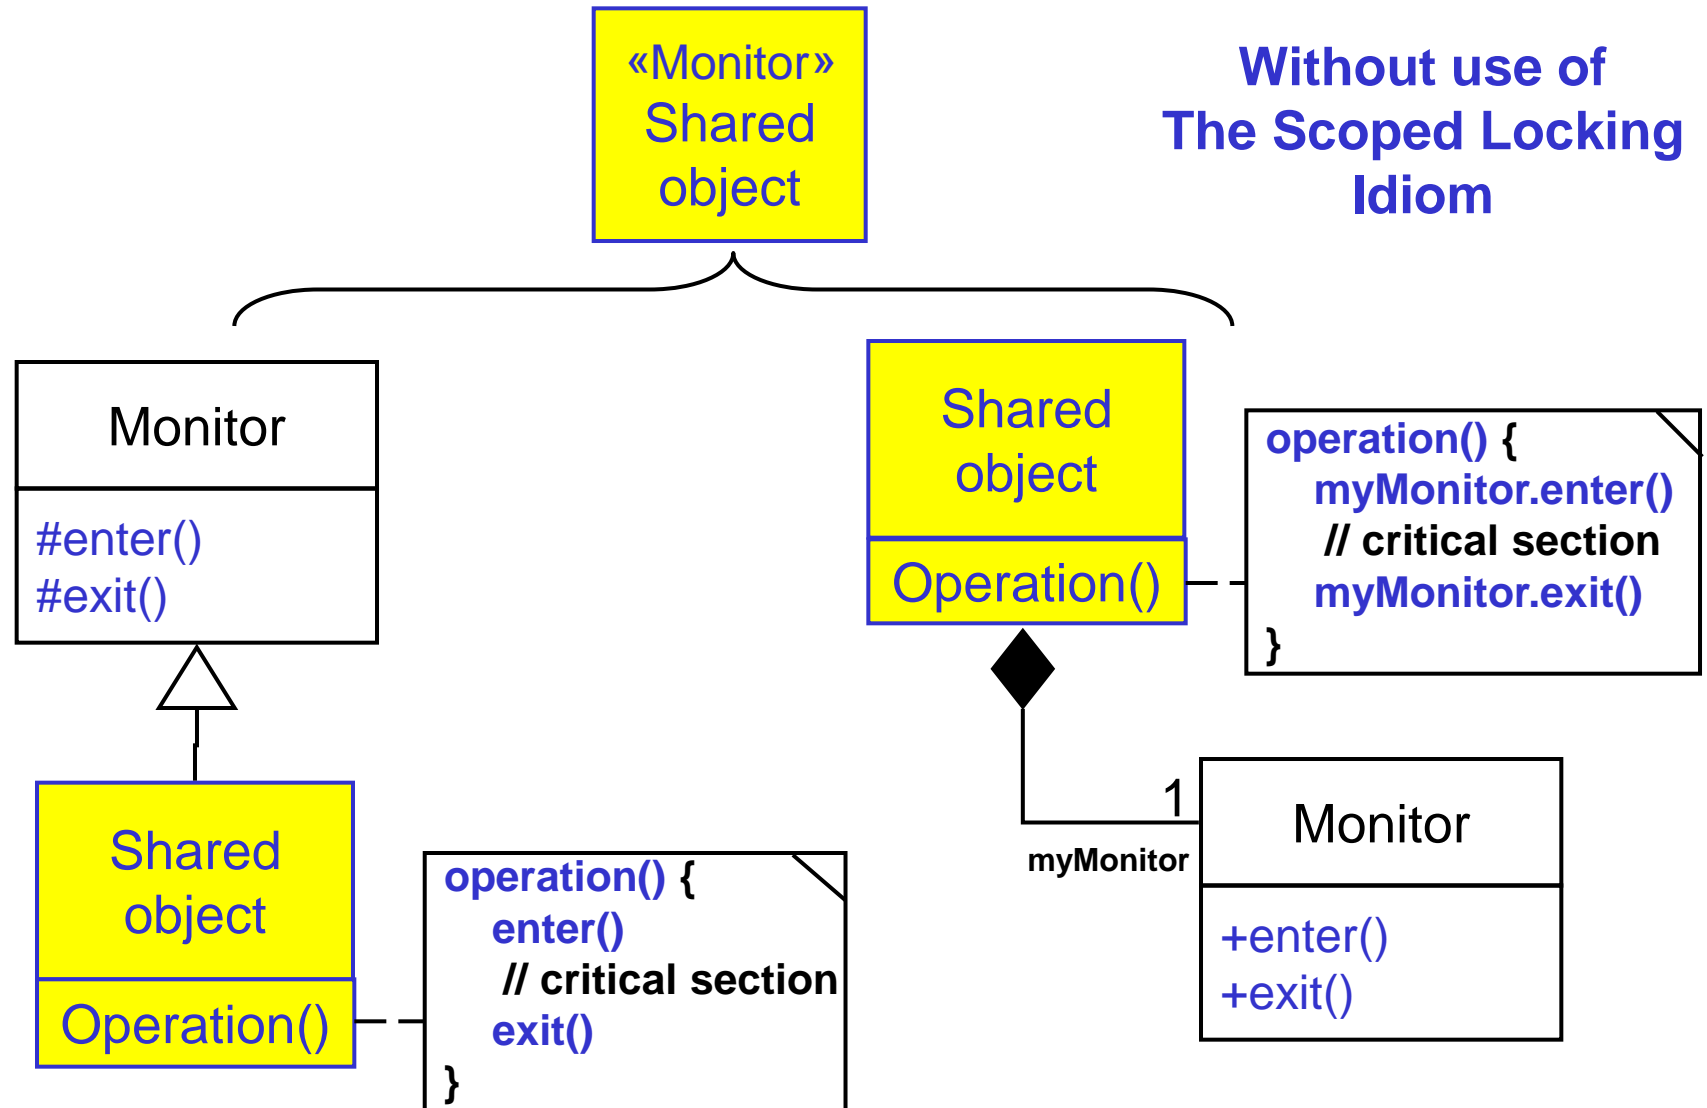 «Monitor»
Shared
object
Without use of
The Scoped Locking
Idiom
Monitor
#enter()
#exit()
Shared
object
Operation()
operation() {
enter()
// critical section
exit()
}
Shared
object
Operation()
operation() {
myMonitor.enter()
// critical section
myMonitor.exit()
}
1
myMonitor
Monitor
+enter()
+exit()